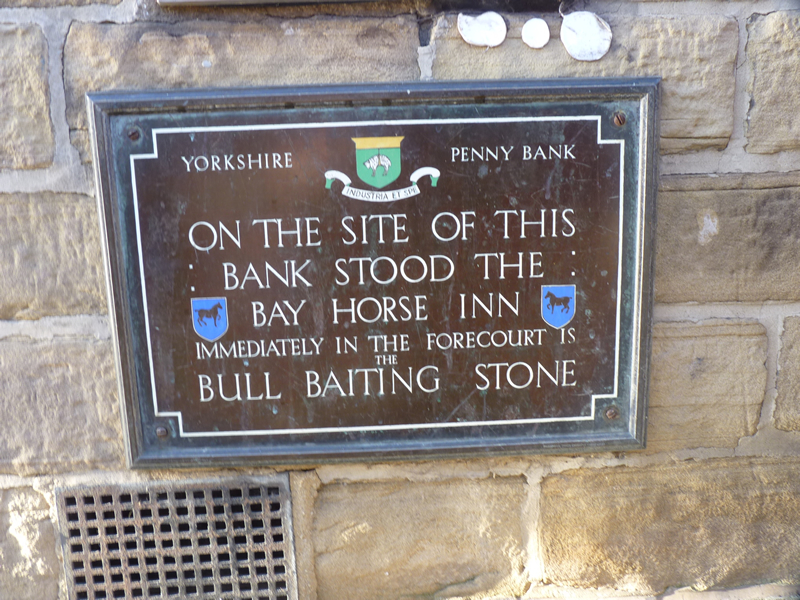 YORKSHIRE PENNY BANK
INDUSTRIA ET SPE
ON THE SITE OF THIS
: BANK STOOD THE :
BAY HORSE INN
IMMEDIATELY IN THE FORECOURT IS
THE
BULL BAITING STONE